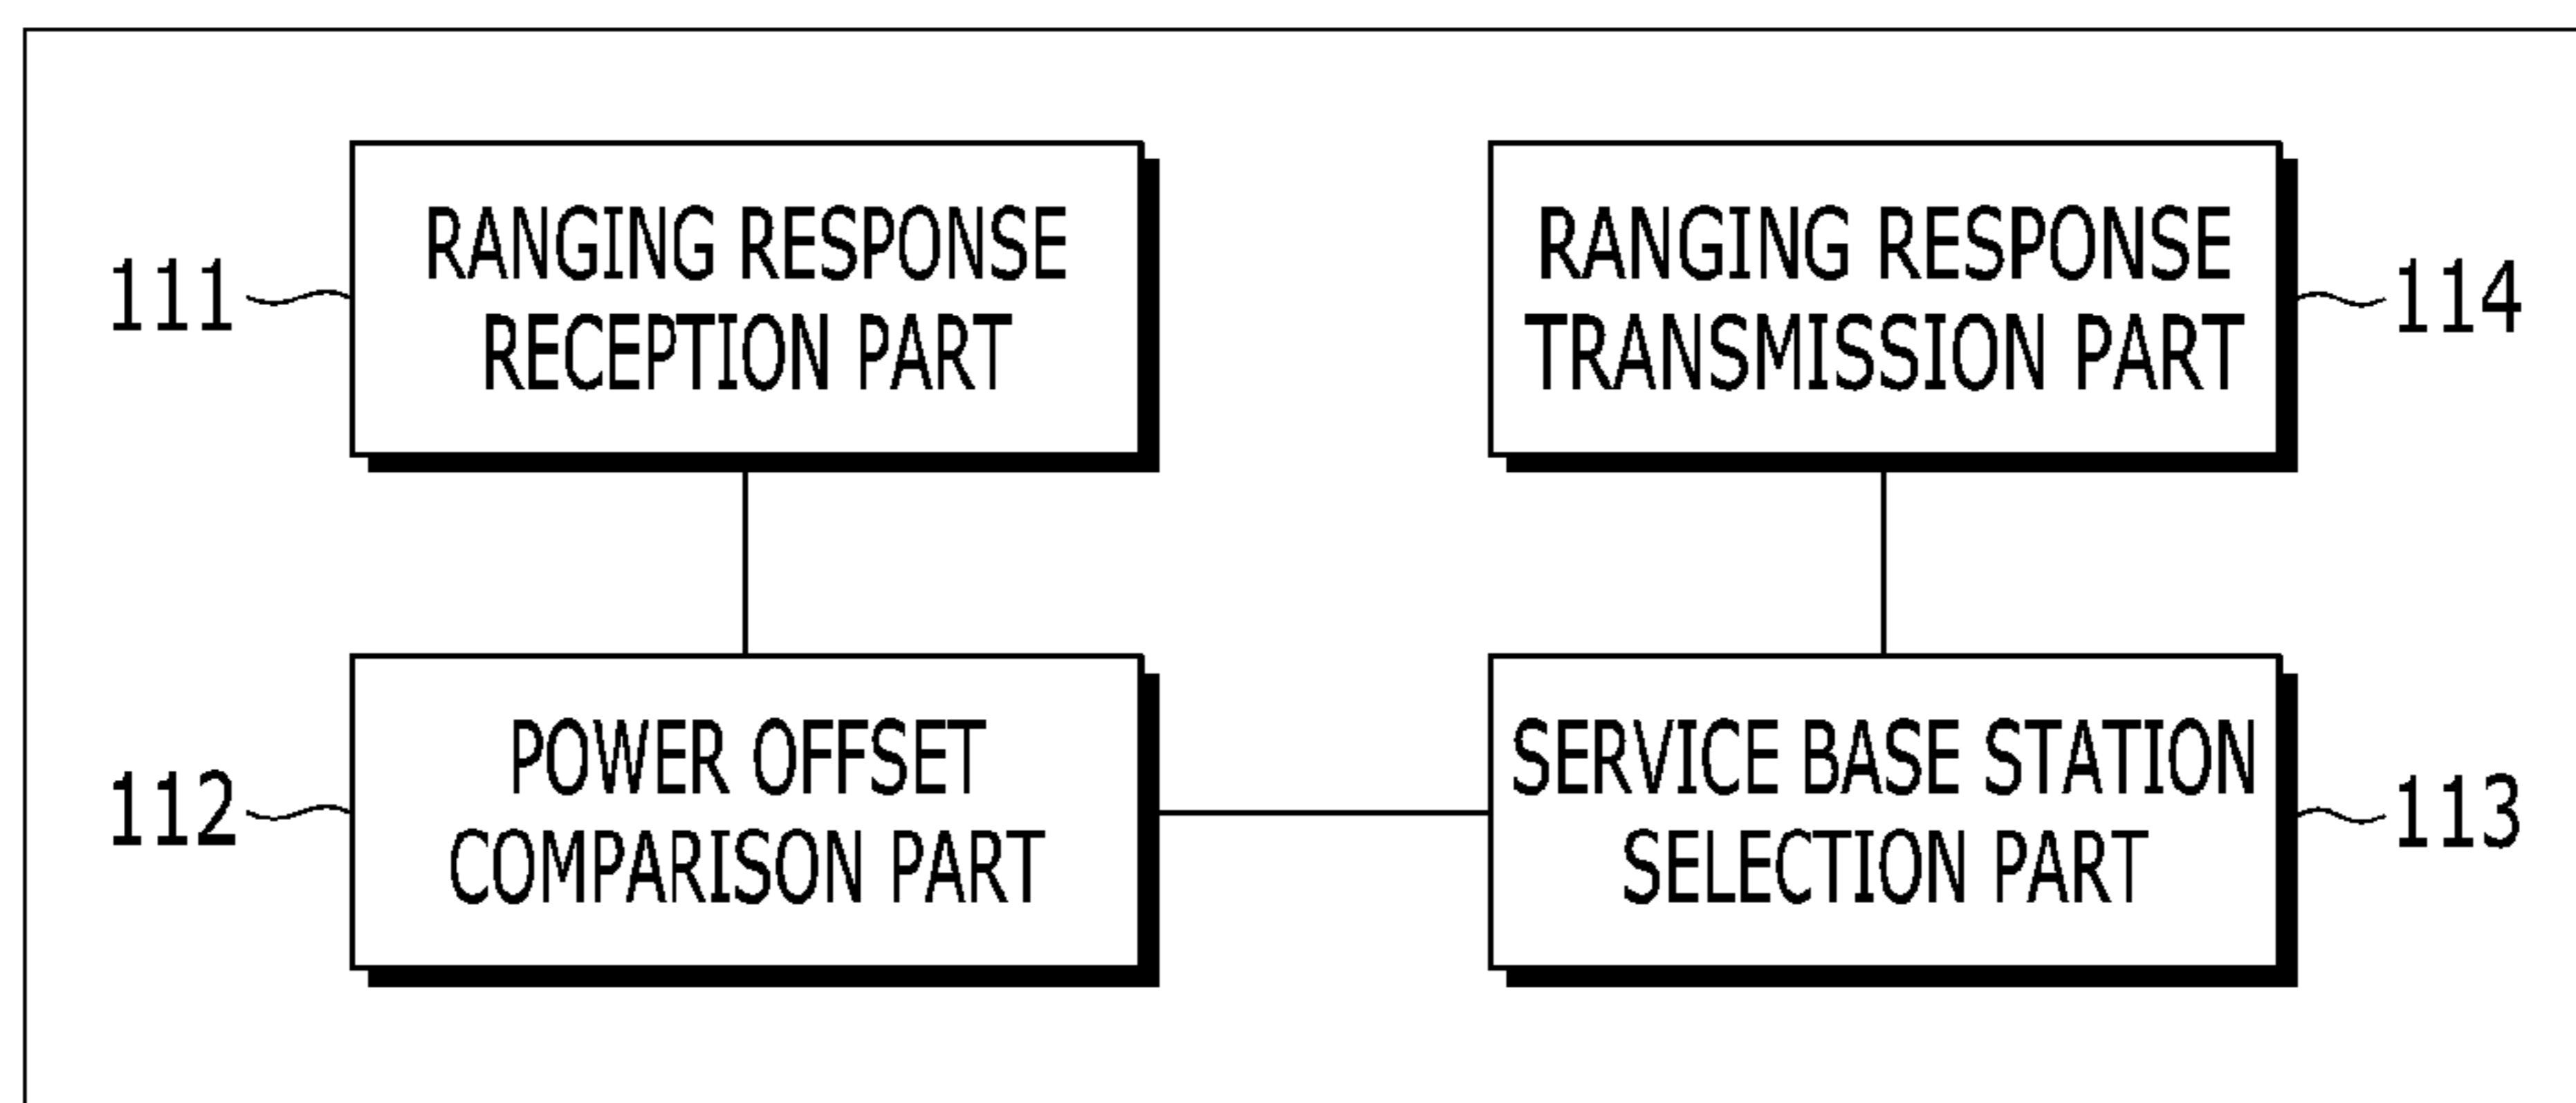 RANGING RESPONSE
RECEPTION PART
111
RANGING RESPONSE
TRANSMISSION PART
114
POWER OFFSET
COMPARISON PART
112
SERVICE BASE STATION
SELECTION PART
113